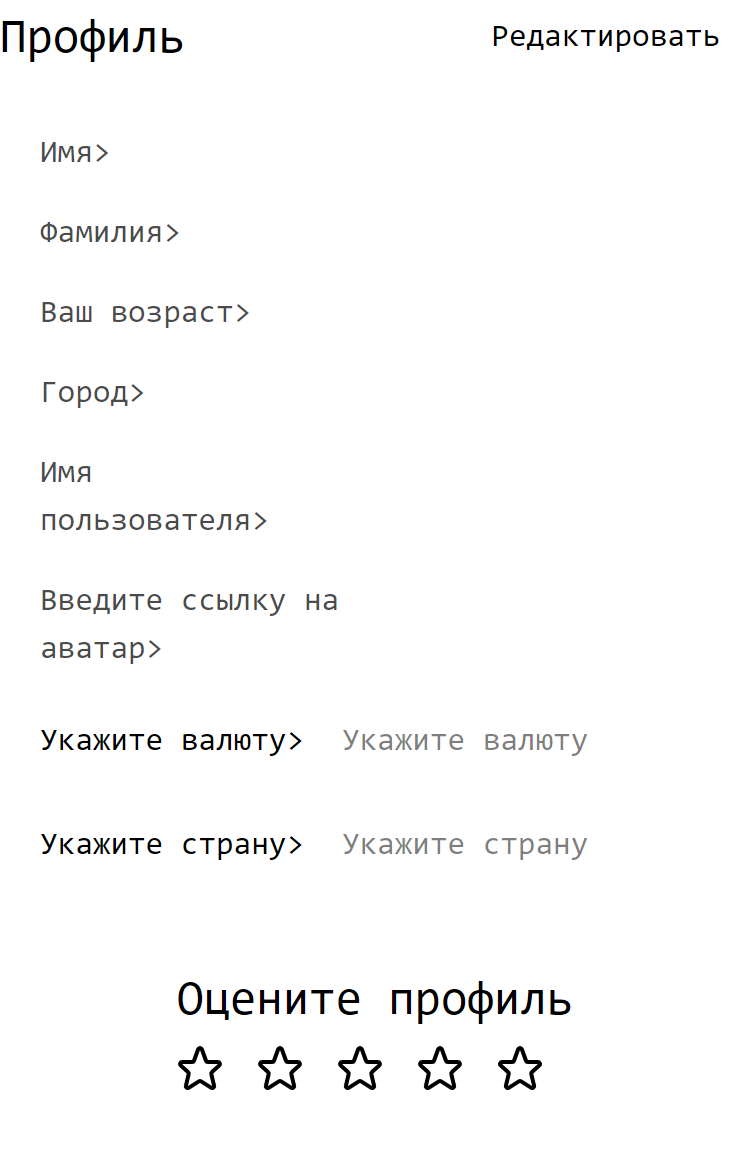 Профиль
Редактировать
Имя>
Фамилия>
Ваш возраст>
Город>
Имя
пользователя>
Введите ссылку на
аватар>
Укажите валюту> Укажите валюту
Укажите страну> Укажите страну
Оцените профиль